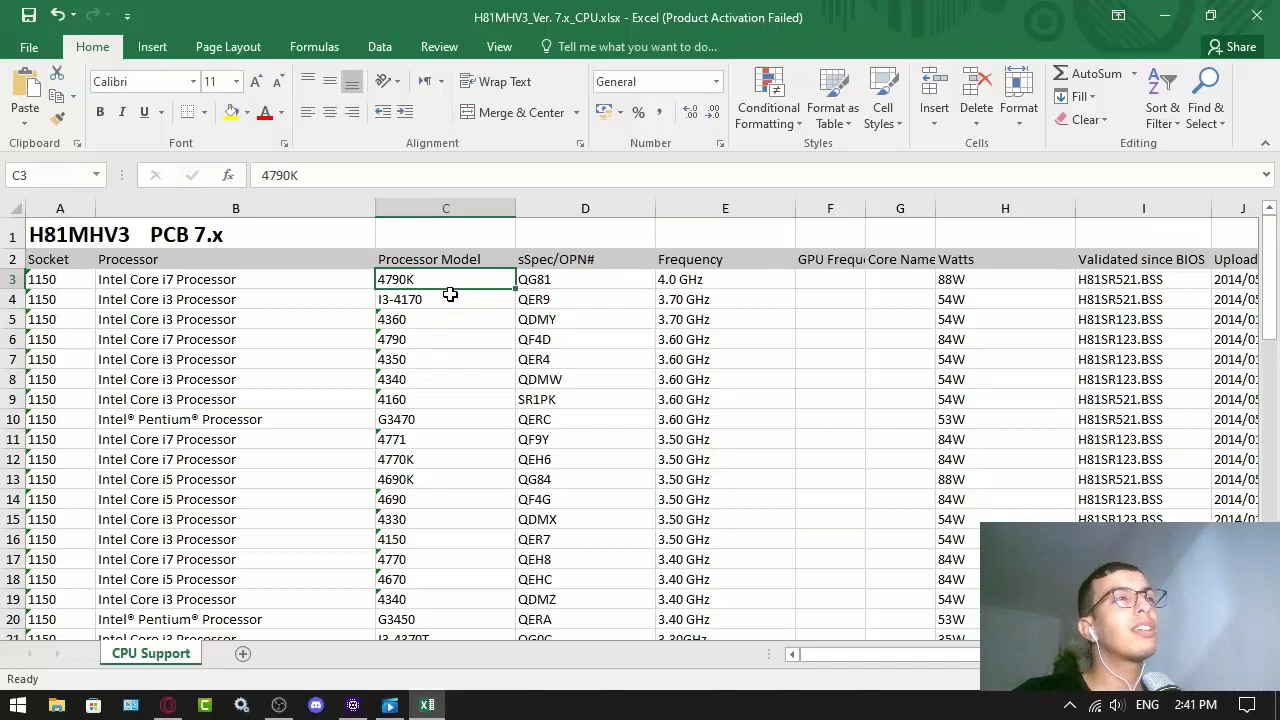 H81MHV3_Ver. 7.x_CPU.xlsx - Excel (Product Activation Failed)
File Home Insert Page Layout Formulas Data Review View Tell me what you want to do... Share
Calibri 11 Wrap Text General AutoSum
Paste Fill
B I U Merge & Center $ % , Conditional Formatting Format as Table Cell Styles Insert Delete Format Clear Sort & Filter Find & Select
Clipboard Font Alignment Number Styles Cells Editing
C3 fx 4790K
A B C D E F G H I J
1 H81MHV3 PCB 7.x
2 Socket Processor Processor Model sSpec/OPN# Frequency GPU Freque Core Name Watts Validated since BIOS Upload
3 1150 Intel Core i7 Processor 4790K QG81 4.0 GHz 88W H81SR521.BSS 2014/05
4 1150 Intel Core i3 Processor I3-4170 QER9 3.70 GHz 54W H81SR521.BSS 2014/05
5 1150 Intel Core i3 Processor 4360 QDMY 3.70 GHz 54W H81SR123.BSS 2014/01
6 1150 Intel Core i7 Processor 4790 QF4D 3.60 GHz 84W H81SR123.BSS 2014/01
7 1150 Intel Core i3 Processor 4350 QER4 3.60 GHz 54W H81SR123.BSS 2014/01
8 1150 Intel Core i3 Processor 4340 QDMW 3.60 GHz 54W H81SR123.BSS 2014/01
9 1150 Intel Core i3 Processor 4160 SR1PK 3.60 GHz 54W H81SR521.BSS 2014/05
10 1150 Intel® Pentium® Processor G3470 QERC 3.60 GHz 53W H81SR521.BSS 2014/05
11 1150 Intel Core i7 Processor 4771 QF9Y 3.50 GHz 84W H81SR123.BSS 2014/01
12 1150 Intel Core i7 Processor 4770K QEH6 3.50 GHz 84W H81SR123.BSS 2014/01
13 1150 Intel Core i5 Processor 4690K QG84 3.50 GHz 88W H81SR521.BSS 2014/05
14 1150 Intel Core i5 Processor 4690 QF4G 3.50 GHz 84W H81SR123.BSS 2014/01
15 1150 Intel Core i3 Processor 4330 QDMX 3.50 GHz 54W H81SR123.BSS
16 1150 Intel Core i3 Processor 4150 QER7 3.50 GHz 54W
17 1150 Intel Core i7 Processor 4770 QEH8 3.40 GHz 84W
18 1150 Intel Core i5 Processor 4670 QEHC 3.40 GHz 84W
19 1150 Intel Core i3 Processor 4340 QDMZ 3.40 GHz 54W
20 1150 Intel® Pentium® Processor G3450 QERA 3.40 GHz 53W
21 1150 Intel Core i3 Processor I3-4370T QG0C 3.30GHz 35W
CPU Support
Ready
ENG 2:41 PM